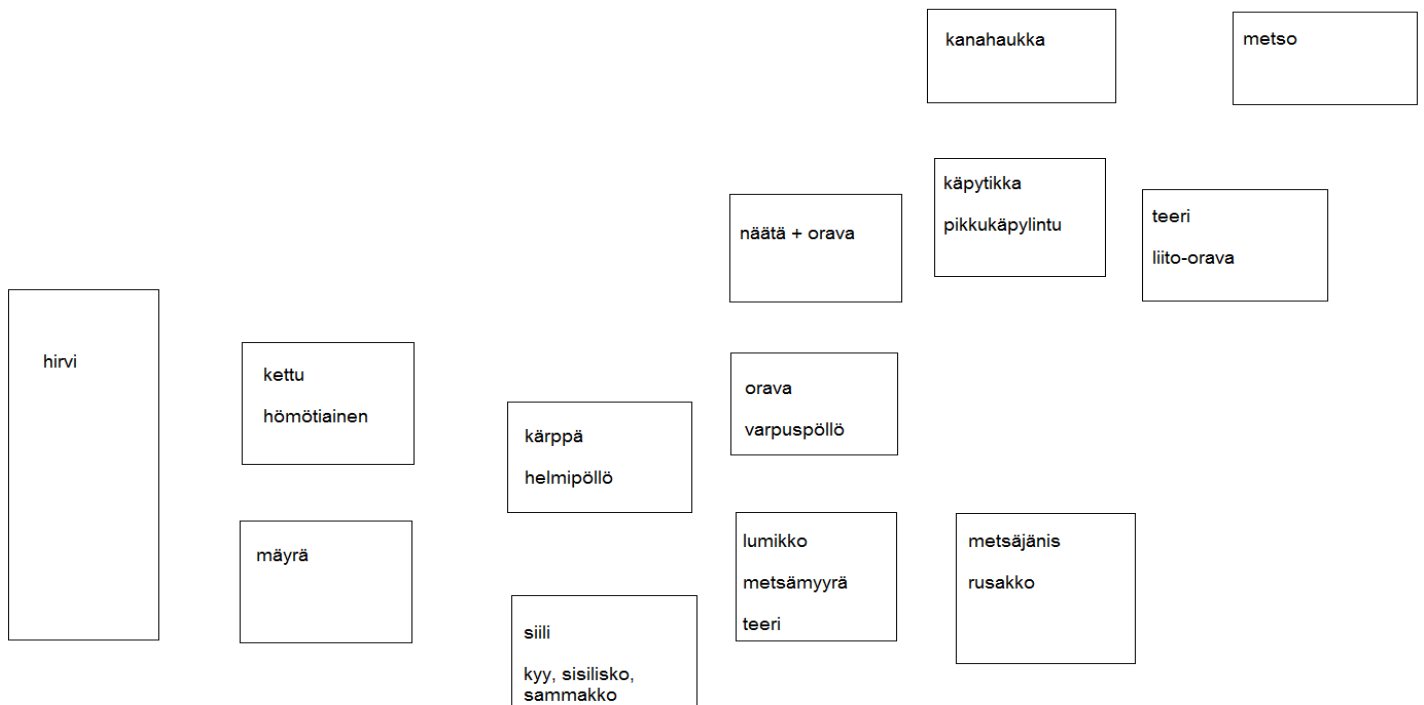 kanahaukka
metso
käpytikka
pikkukäpylintu
teeri
liito-orava
näätä + orava
hirvi
kettu
hömötiainen
orava
varpuspöllö
kärppä
helmipöllö
mäyrä
lumikko
metsämyyrä
teeri
metsäjänis
rusakko
siili
kyy, sisilisko,
sammakko